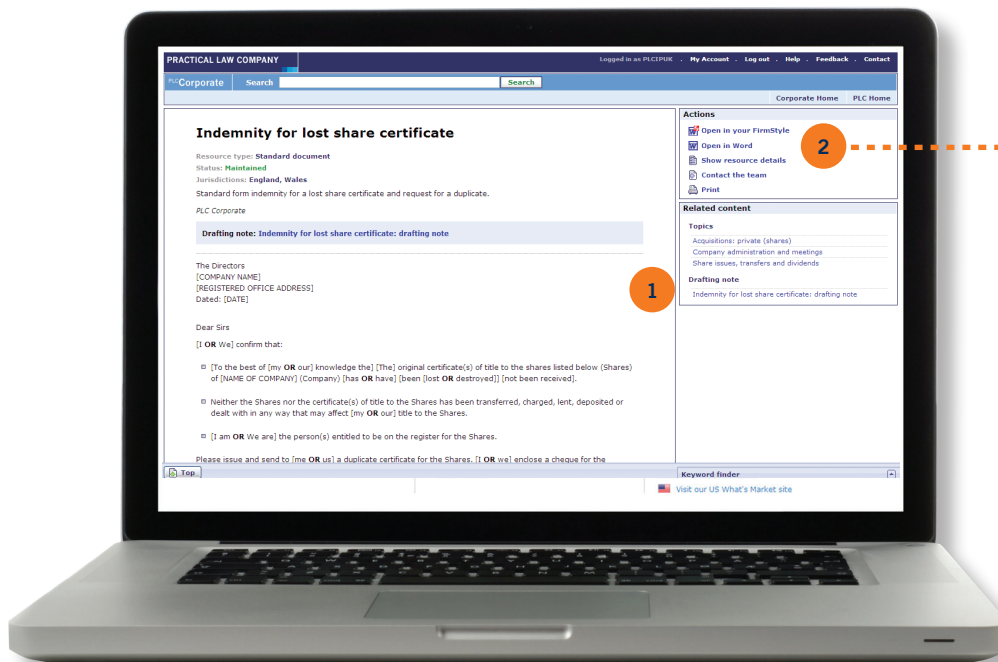 PRACTICAL LAW COMPANY
Logged in as PLCIPUK . My Account . Log out . Help . Feedback . Contact
PLC Corporate Search Search
Corporate Home PLC Home
Indemnity for lost share certificate
Resource type: Standard document
Status: Maintained
Jurisdictions: England, Wales
Standard form indemnity for a lost share certificate and request for a duplicate.
PLC Corporate
Drafting note: Indemnity for lost share certificate: drafting note
The Directors
[COMPANY NAME]
[REGISTERED OFFICE ADDRESS]
Dated: [DATE]
Dear Sirs
[I OR We] confirm that:
[To the best of [my OR our] knowledge the] [The] original certificate(s) of title to the shares listed below (Shares)
of [NAME OF COMPANY] (Company) [has OR have] [been [lost OR destroyed]] [not been received].
Neither the Shares nor the certificate(s) of title to the Shares has been transferred, charged, lent, deposited or
dealt with in any way that may affect [my OR our] title to the Shares.
[I am OR We are] the person(s) entitled to be on the register for the Shares.
Please issue and send to [me OR us] a duplicate certificate for the Shares. [I OR we] enclose a cheque for the
Top
Actions
Open in your FirmStyle
Open in Word
Show resource details
Contact the team
Print
2
Related content
Topics
Acquisitions: private (shares)
Company administration and meetings
Share issues, transfers and dividends
Drafting note
Indemnity for lost share certificate: drafting note
1
Keyword finder
Visit our US What's Market site